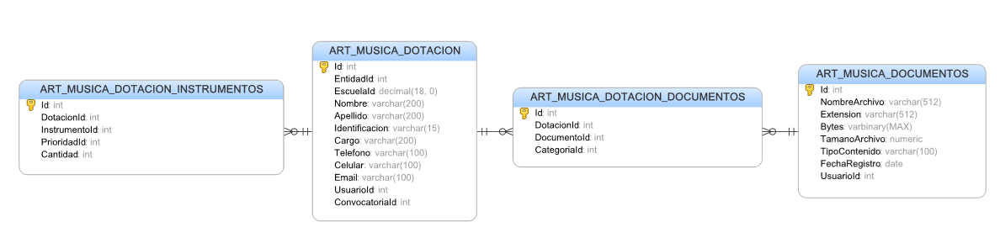 ART_MUSICA_DOTACION_INSTRUMENTOS
Id: int
DotacionId: int
InstrumentoId: int
PrioridadId: int
Cantidad: int
ART_MUSICA_DOTACION
Id: int
EntidadId: int
EscuelaId: decimal(18, 0)
Nombre: varchar(200)
Apellido: varchar(200)
Identificacion: varchar(15)
Cargo: varchar(200)
Telefono: varchar(100)
Celular: varchar(100)
Email: varchar(100)
UsuarioId: int
ConvocatoriaId: int
ART_MUSICA_DOTACION_DOCUMENTOS
Id: int
DotacionId: int
DocumentoId: int
CategoriaId: int
ART_MUSICA_DOCUMENTOS
Id: int
NombreArchivo: varchar(512)
Extension: varchar(512)
Bytes: varbinary(MAX)
TamanoArchivo: numeric
TipoContenido: varchar(100)
FechaRegistro: date
UsuarioId: int